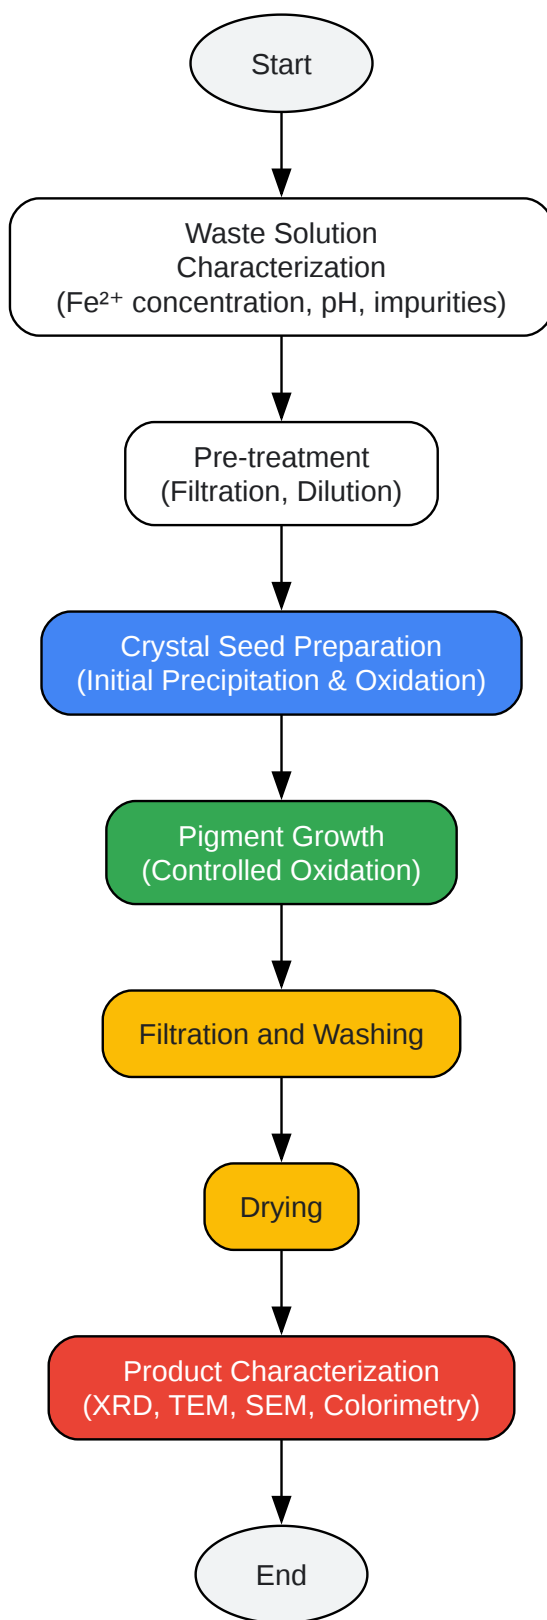 Start
Waste Solution
Characterization
(Fe²⁺ concentration, pH, impurities)
Pre-treatment
(Filtration, Dilution)
Crystal Seed Preparation
(Initial Precipitation & Oxidation)
Pigment Growth
(Controlled Oxidation)
Filtration and Washing
Drying
Product Characterization
(XRD, TEM, SEM, Colorimetry)
End